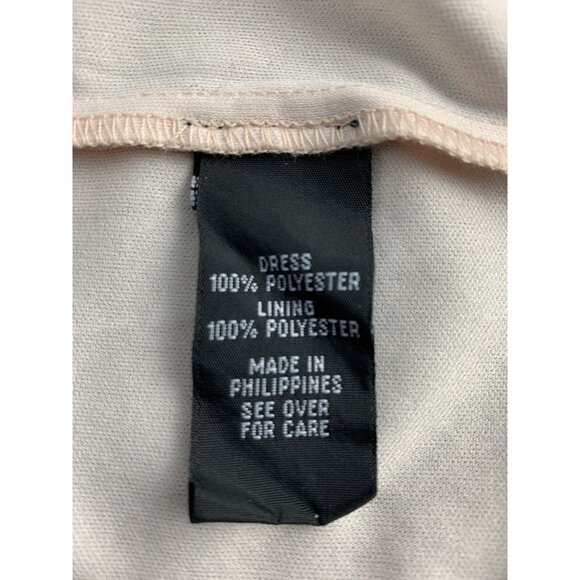 DRESS
100% POLYESTER
LINING
100% POLYESTER
MADE IN
PHILIPPINES
SEE OVER
FOR CARE